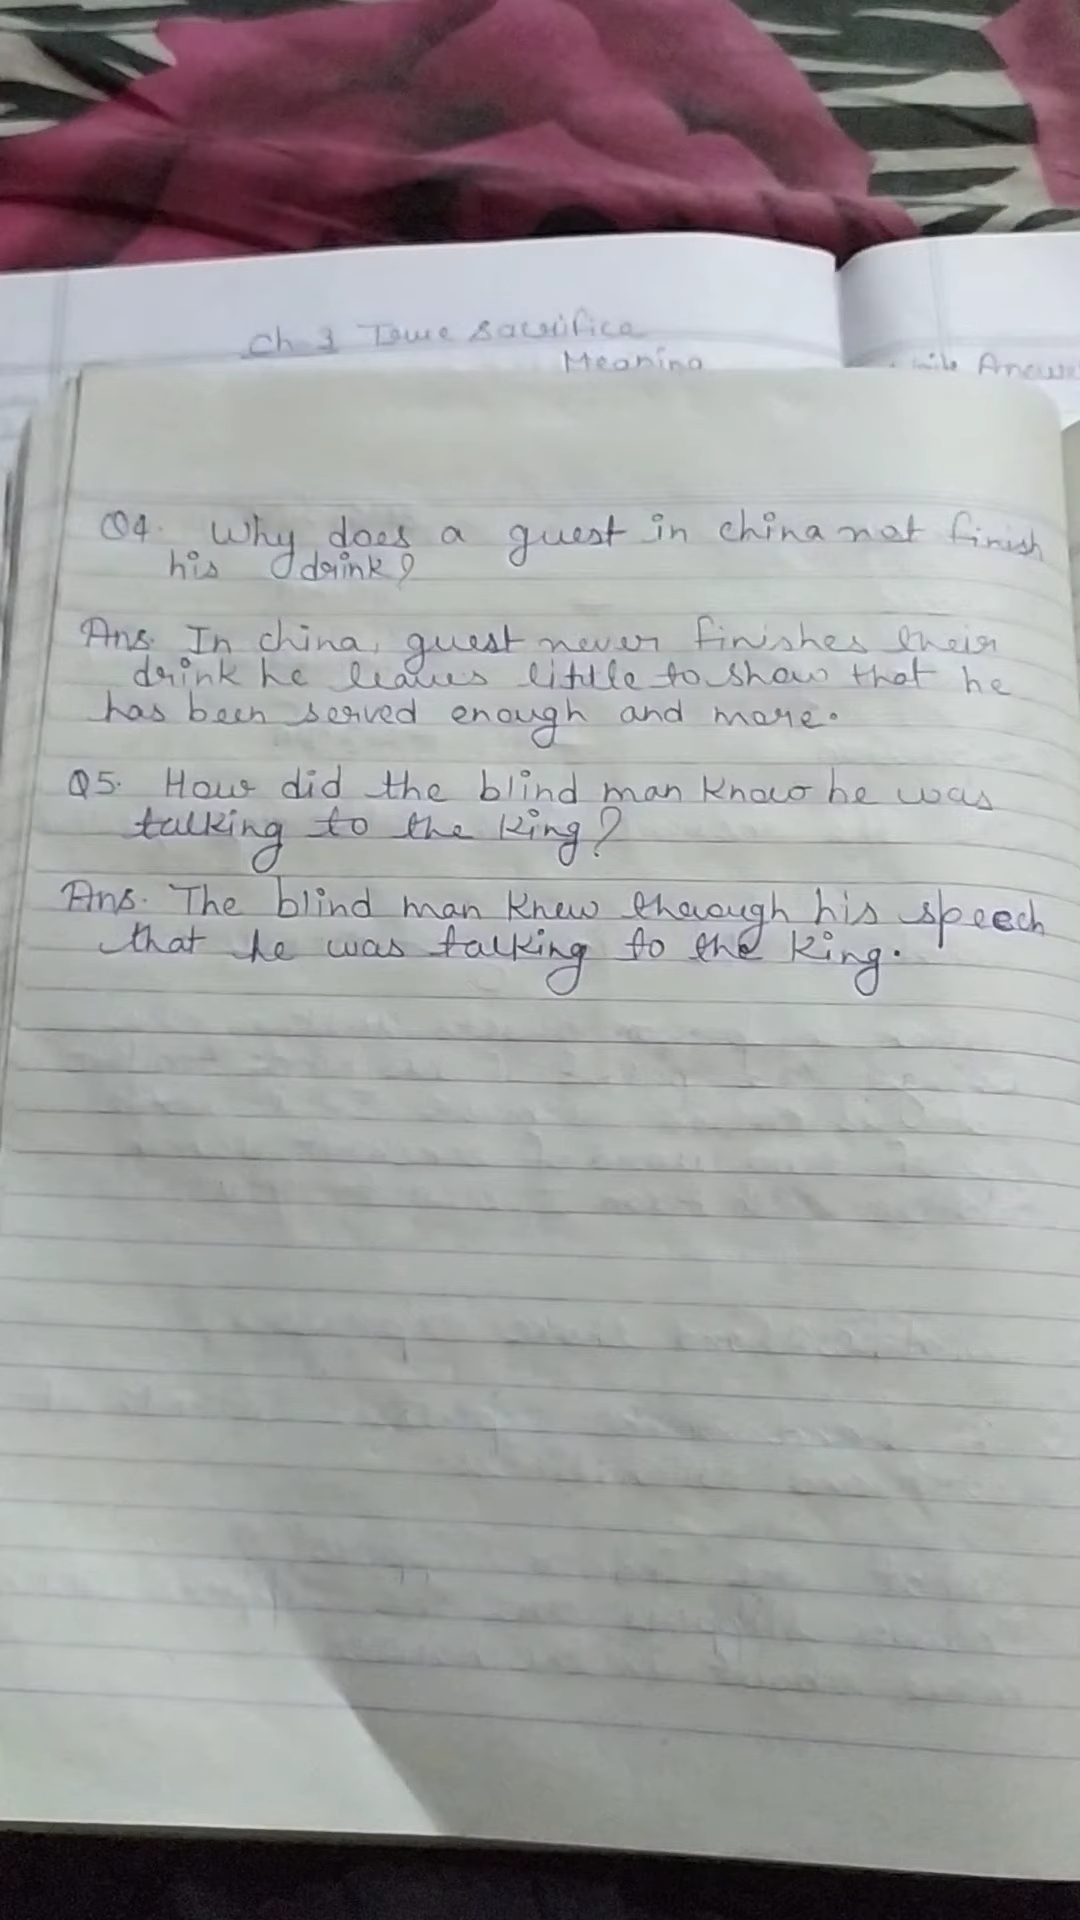 Ch 3 True Sacrifice
Meaning
Answ
Q4. Why does a guest in china not finish
his drink?
Ans. In china, guest never finishes their
drink he leaves little to show that he
has been served enough and more.
Q5. How did the blind man know he was
talking to the king?
Ans. The blind man knew thraough his speech
that he was talking to the king.